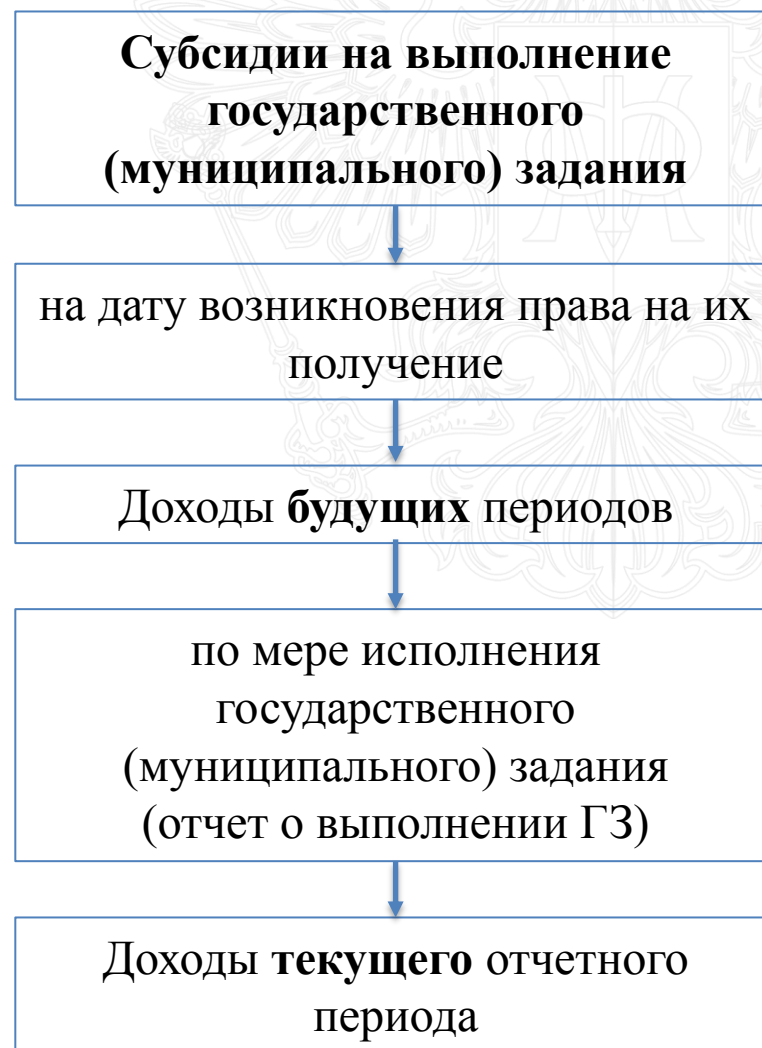 Субсидии на выполнение
государственного
(муниципального) задания
на дату возникновения права на их
получение
Доходы будущих периодов
по мере исполнения
государственного
(муниципального) задания
(отчет о выполнении ГЗ)
Доходы текущего отчетного
периода